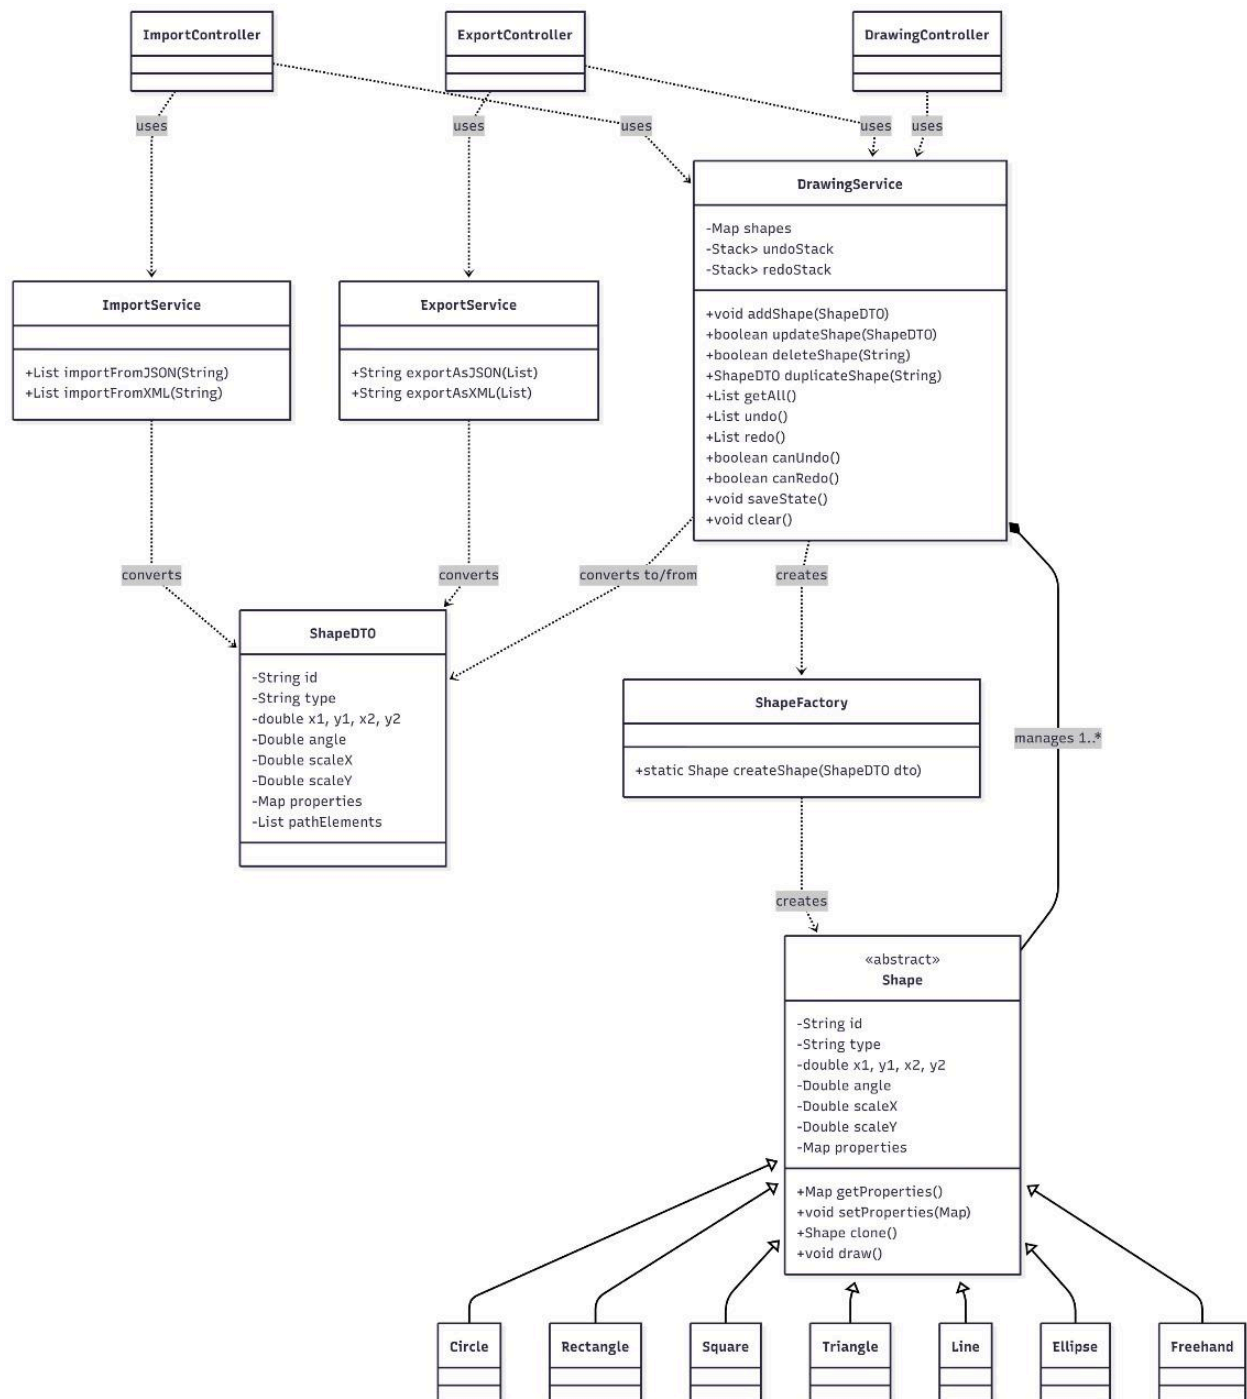 ImportController
ExportController
DrawingController
uses
uses
uses
uses
uses
DrawingService
-Map shapes
-Stack> undoStack
-Stack> redoStack
+void addShape(ShapeDTO)
+boolean updateShape(ShapeDTO)
+boolean deleteShape(String)
+ShapeDTO duplicateShape(String)
+List getAll()
+List undo()
+List redo()
+boolean canUndo()
+boolean canRedo()
+void saveState()
+void clear()
ImportService
+List importFromJSON(String)
+List importFromXML(String)
ExportService
+String exportAsJSON(List)
+String exportAsXML(List)
converts
converts
converts to/from
creates
ShapeDTO
-String id
-String type
-double x1, y1, x2, y2
-Double angle
-Double scaleX
-Double scaleY
-Map properties
-List pathElements
ShapeFactory
+static Shape createShape(ShapeDTO dto)
manages 1..*
creates
«abstract»
Shape
-String id
-String type
-double x1, y1, x2, y2
-Double angle
-Double scaleX
-Double scaleY
-Map properties
+Map getProperties()
+void setProperties(Map)
+Shape clone()
+void draw()
Circle
Rectangle
Square
Triangle
Line
Ellipse
Freehand